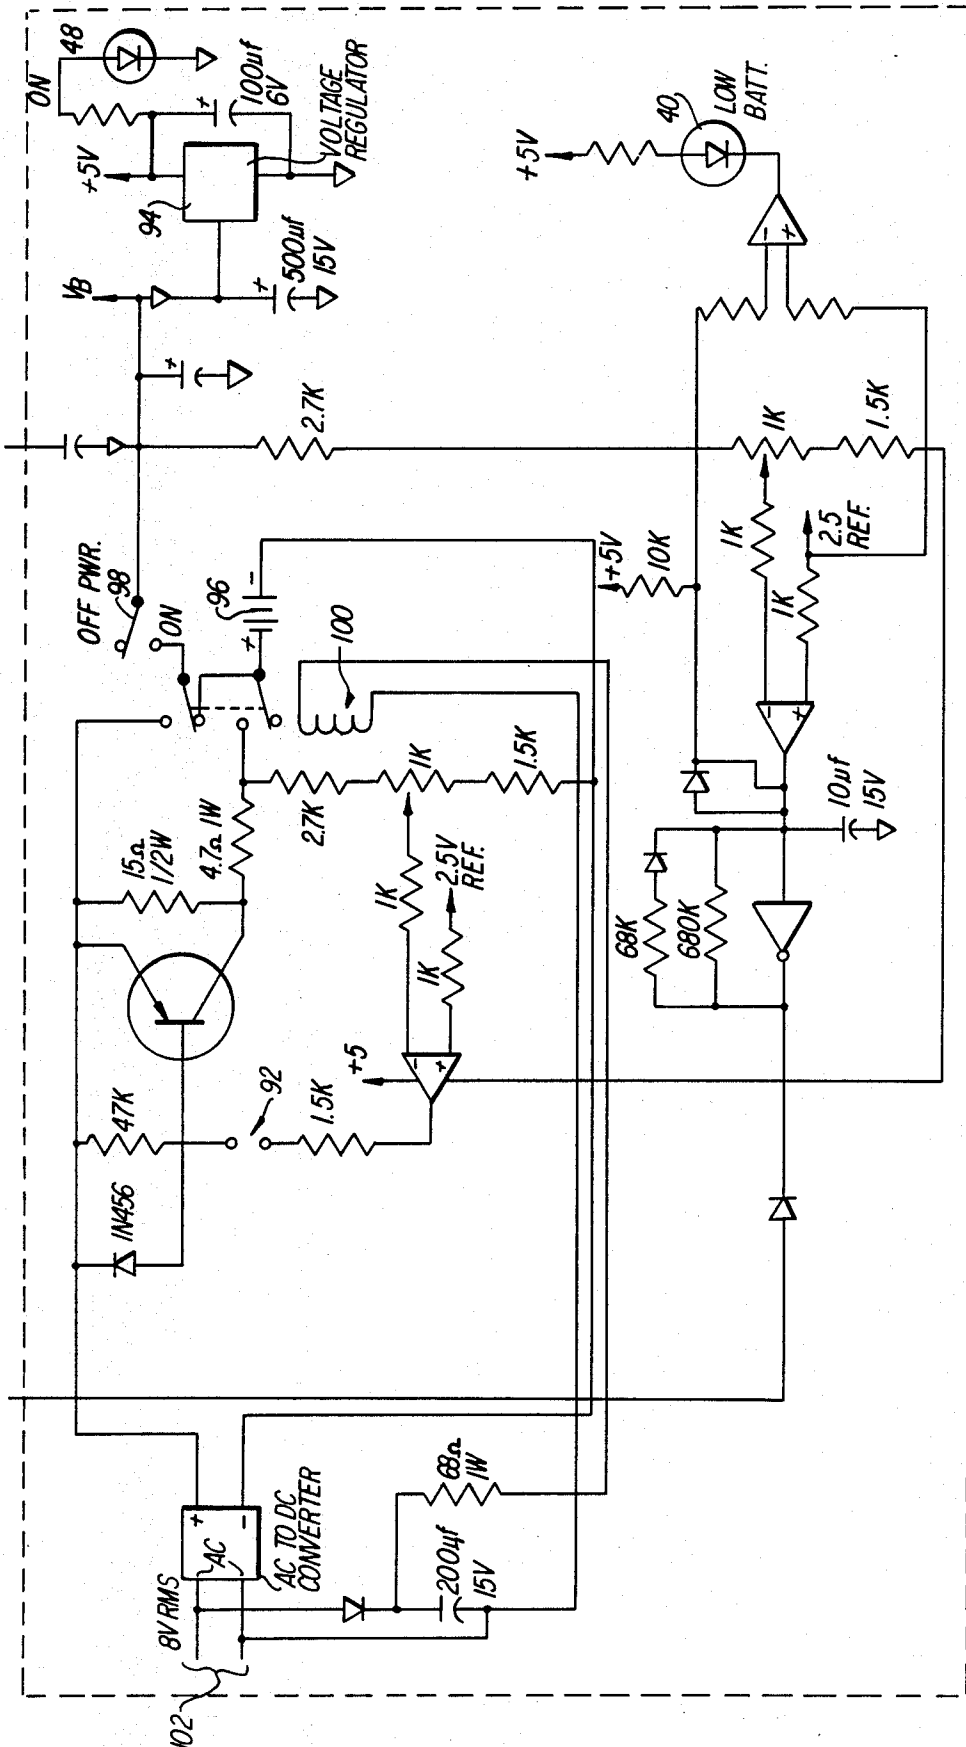 ON
48
+5V
+
100µf
6V
VOLTAGE
REGULATOR
94
VB
+
500µf
15V
+
2.7K
OFF PWR.
98
ON
96
+
-
100
+5V
40
LOW
BATT.
-
+
1K
1.5K
1K
2.5
REF.
1K
+5V
10K
-
+
15Ω
1/2W
4.7Ω 1W
2.7K
1K
1.5K
1K
2.5V
REF.
1K
-
+
+5
47K
92
1.5K
1N456
10µf
15V
68K
680K
8V RMS
+
AC
-
AC TO DC
CONVERTER
68Ω
1W
200µf
15V
102